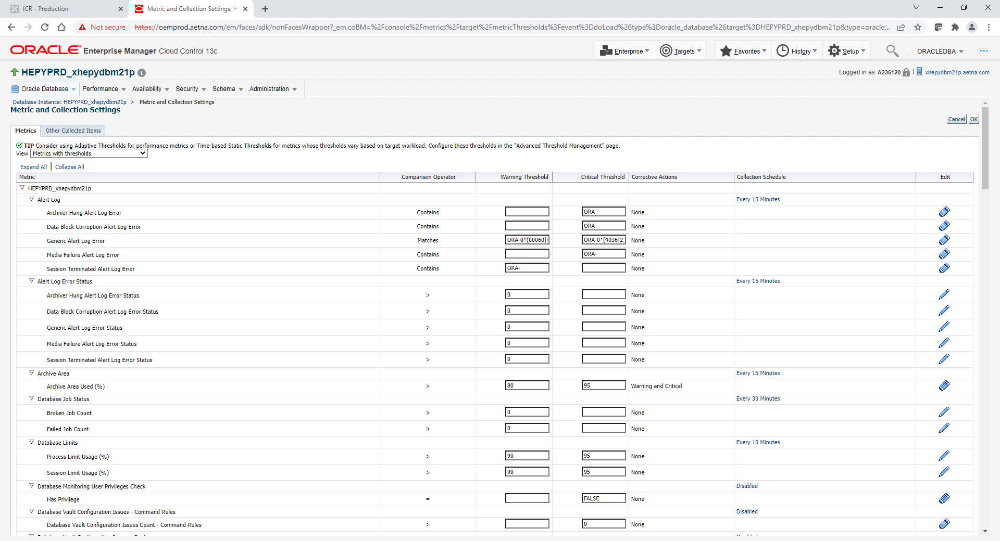 ICR - Production
Metric and Collection Settings: H
Not secure
https://oemprod.aetna.com/em/faces/sdk/nonFacesWrapper?_em.coBM=%2Fconsole%2Fmetrics%2Ftarget%2FmetricThresholds%3Fevent%3DdoLoad%26type%3Doracle_database%26target%3DHEPYPRD_xhepydbm21p&type=oracle...
ORACLE Enterprise Manager Cloud Control 13c
Enterprise
Targets
Favorites
History
Setup
ORACLEDBA
HEPYPRD_xhepydbm21p
Logged in as A236120
xhepydbm21p.aetna.com
Oracle Database
Performance
Availability
Security
Schema
Administration
Database Instance: HEPYPRD_xhepydbm21p > Metric and Collection Settings
Metric and Collection Settings
Cancel
OK
Metrics
Other Collected Items
TIP Consider using Adaptive Thresholds for performance metrics or Time-based Static Thresholds for metrics whose thresholds vary based on target workload. Configure these thresholds in the "Advanced Threshold Management" page.
View Metrics with thresholds
Expand All | Collapse All
Metric Comparison Operator Warning Threshold Critical Threshold Corrective Actions Collection Schedule Edit
HEPYPRD_xhepydbm21p
Alert Log Every 15 Minutes
Archiver Hung Alert Log Error Contains ORA- None
Data Block Corruption Alert Log Error Contains ORA- None
Generic Alert Log Error Matches ORA-0*(00060| ORA-0*(4036|2 None
Media Failure Alert Log Error Contains ORA- None
Session Terminated Alert Log Error Contains ORA- None
Alert Log Error Status Every 15 Minutes
Archiver Hung Alert Log Error Status > 0 None
Data Block Corruption Alert Log Error Status > 0 None
Generic Alert Log Error Status > 0 None
Media Failure Alert Log Error Status > 0 None
Session Terminated Alert Log Error Status > 0 None
Archive Area Every 15 Minutes
Archive Area Used (%) > 80 95 Warning and Critical
Database Job Status Every 30 Minutes
Broken Job Count > 0 None
Failed Job Count > 0 None
Database Limits Every 10 Minutes
Process Limit Usage (%) > 90 95 None
Session Limit Usage (%) > 90 95 None
Database Monitoring User Privileges Check Disabled
Has Privilege = FALSE None
Database Vault Configuration Issues - Command Rules Disabled
Database Vault Configuration Issues Count - Command Rules > 0 None